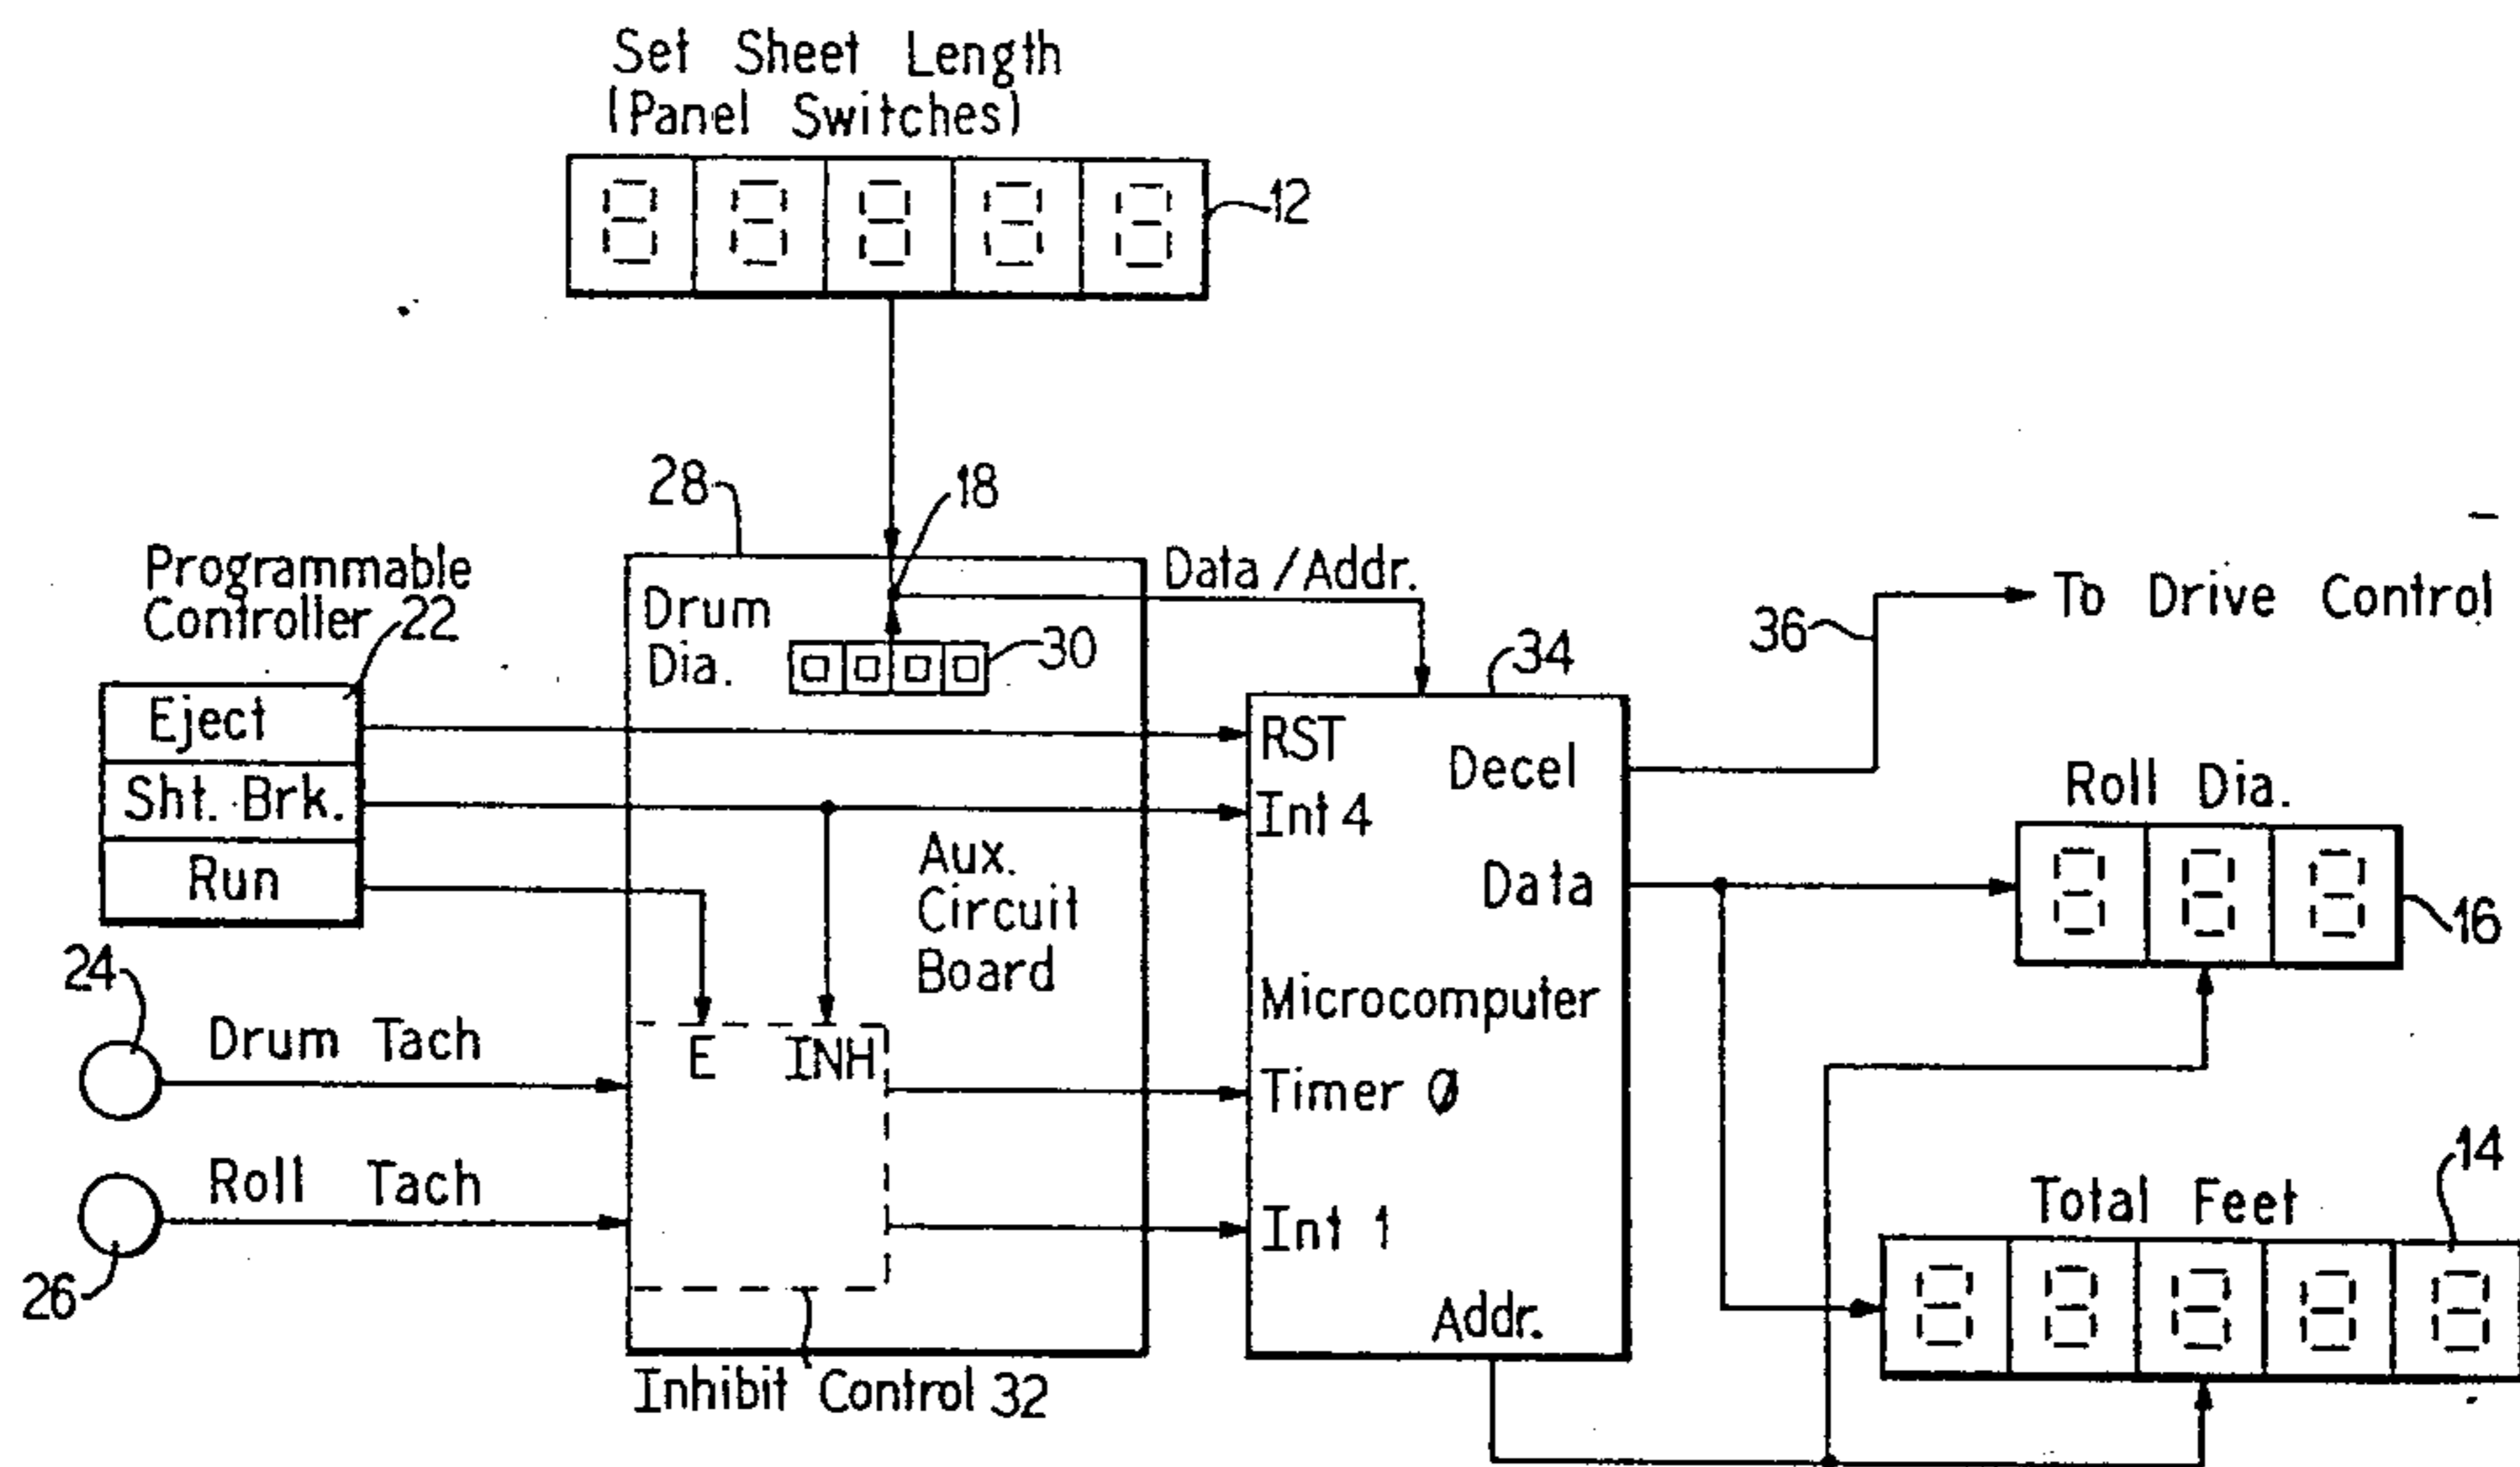 Set Sheet Length
(Panel Switches)
12
28
18
Programmable
Controller 22
Drum
Dia.
30
Data/Addr.
34
36
To Drive Control
Eject
Sht. Brk.
Run
RST
Int 4
Decel
Data
Roll Dia.
16
Aux.
Circuit
Board
24
Drum Tach
E INH
Microcomputer
Timer 0
26
Roll Tach
Int 1
Addr.
Total Feet
14
Inhibit Control 32